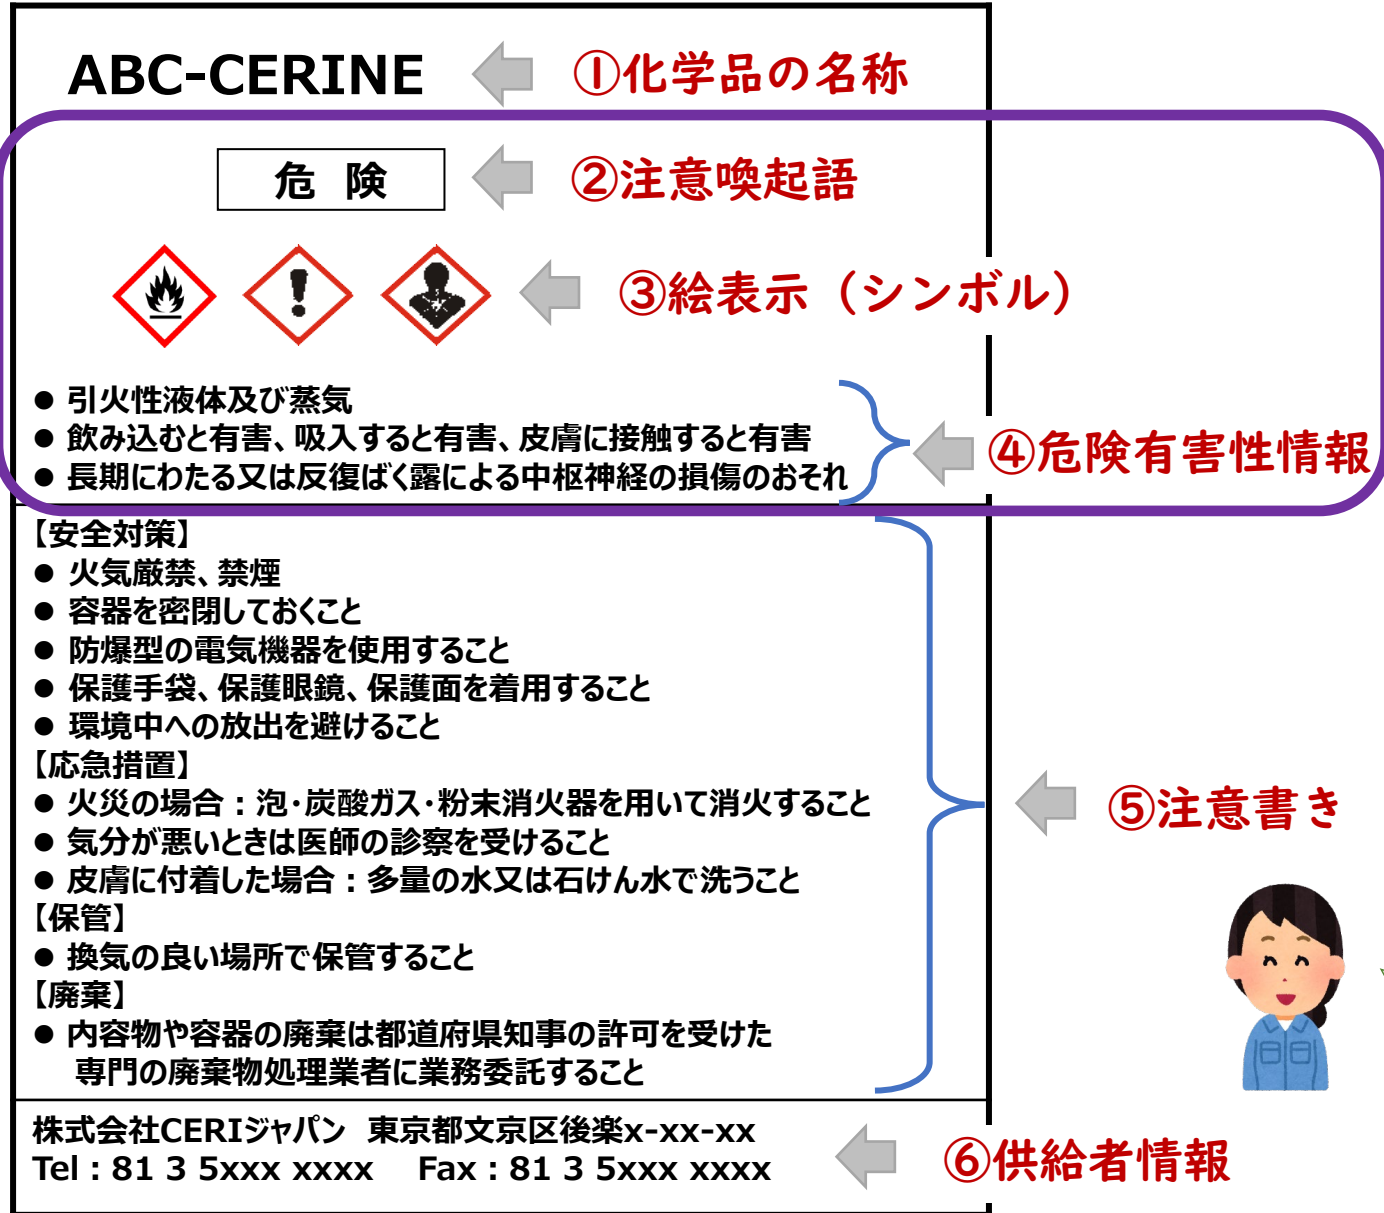 ABC-CERINE ①化学品の名称
危 険 ②注意喚起語
③絵表示（シンボル）
● 引火性液体及び蒸気
● 飲み込むと有害、吸入すると有害、皮膚に接触すると有害
● 長期にわたる又は反復ばく露による中枢神経の損傷のおそれ
④危険有害性情報
【安全対策】
● 火気厳禁、禁煙
● 容器を密閉しておくこと
● 防爆型の電気機器を使用すること
● 保護手袋、保護眼鏡、保護面を着用すること
● 環境中への放出を避けること
【応急措置】
● 火災の場合：泡・炭酸ガス・粉末消火器を用いて消火すること
● 気分が悪いときは医師の診察を受けること
● 皮膚に付着した場合：多量の水又は石けん水で洗うこと
【保管】
● 換気の良い場所で保管すること
【廃棄】
● 内容物や容器の廃棄は都道府県知事の許可を受けた
専門の廃棄物処理業者に業務委託すること
⑤注意書き
株式会社CERIジャパン 東京都文京区後楽x-xx-xx
Tel：81 3 5xxx xxxx Fax：81 3 5xxx xxxx
⑥供給者情報